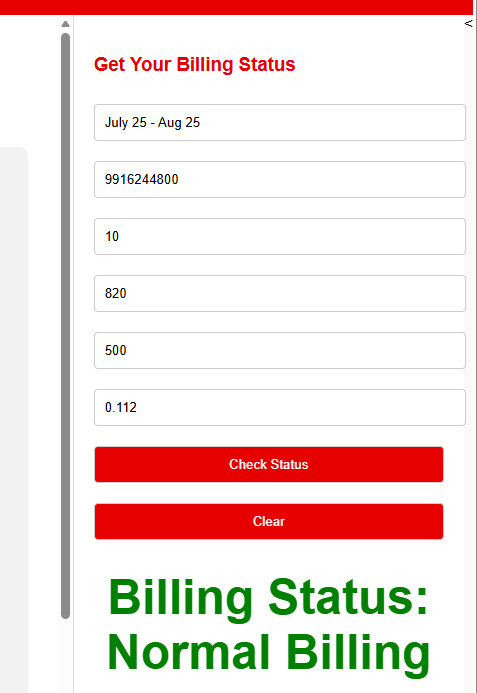 <
Get Your Billing Status
July 25 - Aug 25
9916244800
10
820
500
0.112
Check Status
Clear
Billing Status:
Normal Billing